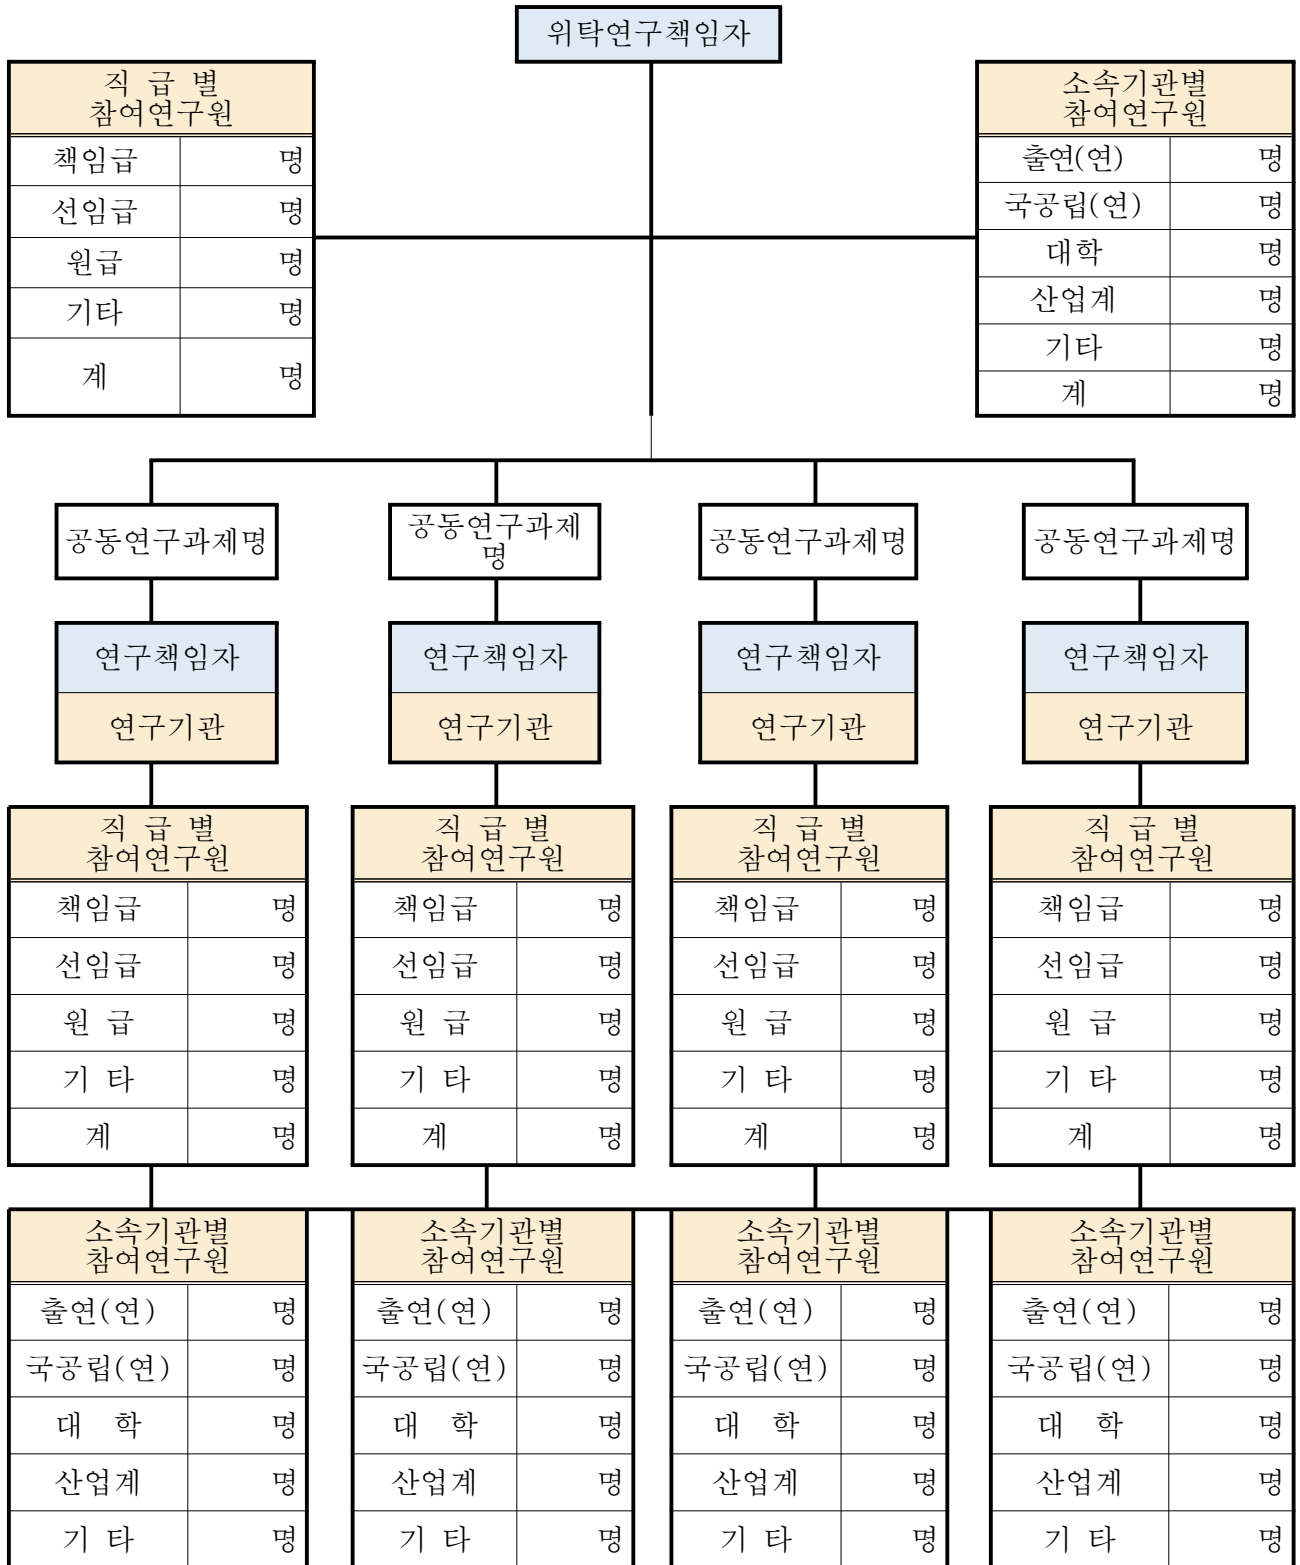 위탁연구책임자
직 급 별
참여연구원
책임급 명
선임급 명
원급 명
기타 명
계 명
소속기관별
참여연구원
출연(연) 명
국공립(연) 명
대학 명
산업계 명
기타 명
계 명
공동연구과제명 공동연구과제 공동연구과제명 공동연구과제명
명
연구책임자 연구책임자 연구책임자 연구책임자
연구기관 연구기관 연구기관 연구기관
직 급 별 직 급 별 직 급 별 직 급 별
참여연구원 참여연구원 참여연구원 참여연구원
책임급 명 책임급 명 책임급 명 책임급 명
선임급 명 선임급 명 선임급 명 선임급 명
원 급 명 원 급 명 원 급 명 원 급 명
기 타 명 기 타 명 기 타 명 기 타 명
계 명 계 명 계 명 계 명
소속기관별 소속기관별 소속기관별 소속기관별
참여연구원 참여연구원 참여연구원 참여연구원
출연(연) 명 출연(연) 명 출연(연) 명 출연(연) 명
국공립(연) 명 국공립(연) 명 국공립(연) 명 국공립(연) 명
대 학 명 대 학 명 대 학 명 대 학 명
산업계 명 산업계 명 산업계 명 산업계 명
기 타 명 기 타 명 기 타 명 기 타 명